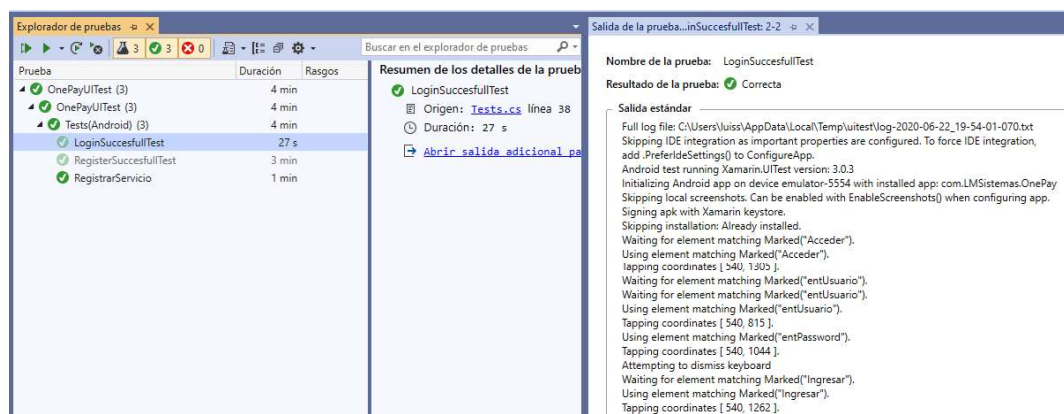 Explorador de pruebas
3 3 0
Buscar en el explorador de pruebas
Prueba Duración Rasgos
OnePayUITest (3) 4 min
OnePayUITest (3) 4 min
Tests(Android) (3) 4 min
LoginSuccesfullTest 27 s
RegisterSuccesfullTest 3 min
RegistrarServicio 1 min
Resumen de los detalles de la prueb
LoginSuccesfullTest
Origen: Tests.cs línea 38
Duración: 27 s
Abrir salida adicional pa
Salida de la prueba...inSuccesfullTest: 2-2
Nombre de la prueba: LoginSuccesfullTest
Resultado de la prueba: Correcta
Salida estándar
Full log file: C:\Users\luiss\AppData\Local\Temp\uitest\log-2020-06-22_19-54-01-070.txt
Skipping IDE integration as important properties are configured. To force IDE integration,
add .PreferIdeSettings() to ConfigureApp.
Android test running Xamarin.UITest version: 3.0.3
Initializing Android app on device emulator-5554 with installed app: com.LMSistemas.OnePay
Skipping local screenshots. Can be enabled with EnableScreenshots() when configuring app.
Signing apk with Xamarin keystore.
Skipping installation: Already installed.
Waiting for element matching Marked("Acceder").
Using element matching Marked("Acceder").
Tapping coordinates [ 540, 1305 ].
Waiting for element matching Marked("entUsuario").
Waiting for element matching Marked("entUsuario").
Using element matching Marked("entUsuario").
Tapping coordinates [ 540, 815 ].
Using element matching Marked("entPassword").
Tapping coordinates [ 540, 1044 ].
Attempting to dismiss keyboard
Waiting for element matching Marked("Ingresar").
Using element matching Marked("Ingresar").
Tapping coordinates [ 540, 1262 ].